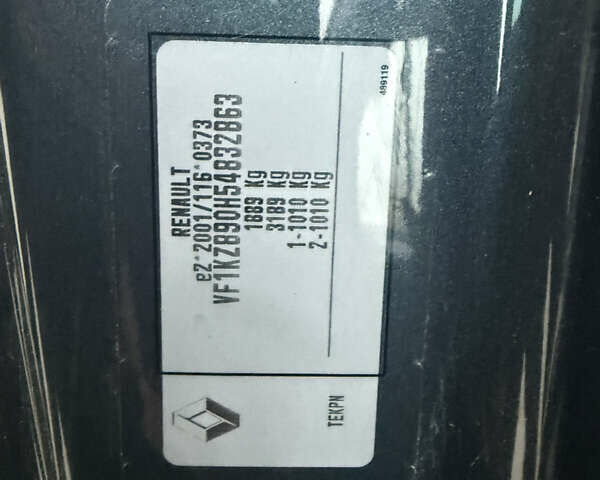 RENAULT
e2*2001/116*0373
VF1KZ890H54832863
1889 Kg
3189 Kg
1-1010 Kg
2-1010 Kg
489119
TEKPN